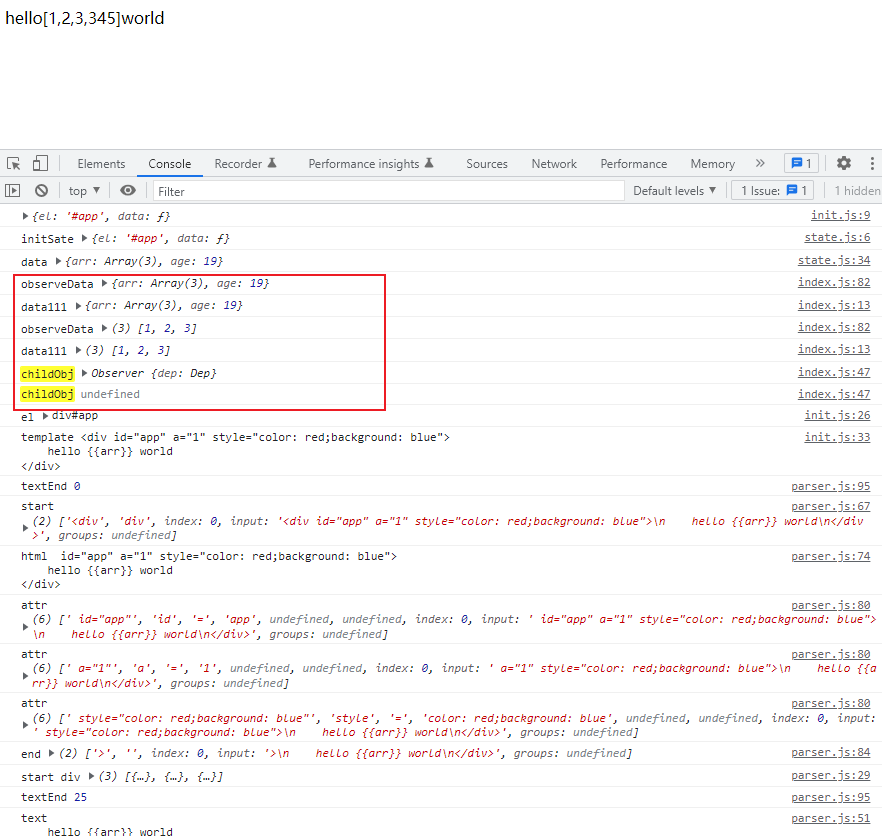 hello[1,2,3,345]world
Elements Console Recorder Performance insights Sources Network Performance Memory » 1
top ▼ Filter Default levels ▼ 1 Issue: 1 1 hidden
▶{el: '#app', data: ƒ} init.js:9
initSate ▶{el: '#app', data: ƒ} state.js:6
data ▶{arr: Array(3), age: 19} state.js:34
observeData ▶{arr: Array(3), age: 19} index.js:82
data111 ▶{arr: Array(3), age: 19} index.js:13
observeData ▶(3) [1, 2, 3] index.js:82
data111 ▶(3) [1, 2, 3] index.js:13
childObj ▶Observer {dep: Dep} index.js:47
childObj undefined index.js:47
el ▶div#app init.js:26
template <div id="app" a="1" style="color: red;background: blue"> init.js:33
hello {{arr}} world
</div>
textEnd 0 parser.js:95
start parser.js:67
▶(2) ['<div', 'div', index: 0, input: '<div id="app" a="1" style="color: red;background: blue">\n    hello {{arr}} world\n</div
>', groups: undefined]
html  id="app" a="1" style="color: red;background: blue"> parser.js:74
hello {{arr}} world
</div>
attr parser.js:80
▶(6) [' id="app"', 'id', '=', 'app', undefined, undefined, index: 0, input: ' id="app" a="1" style="color: red;background: blue">
\n    hello {{arr}} world\n</div>', groups: undefined]
attr parser.js:80
▶(6) [' a="1"', 'a', '=', '1', undefined, undefined, index: 0, input: ' a="1" style="color: red;background: blue">\n    hello {{a
rr}} world\n</div>', groups: undefined]
attr parser.js:80
▶(6) [' style="color: red;background: blue"', 'style', '=', 'color: red;background: blue', undefined, undefined, index: 0, input:
' style="color: red;background: blue">\n    hello {{arr}} world\n</div>', groups: undefined]
end ▶(2) ['>', '', index: 0, input: '>\n    hello {{arr}} world\n</div>', groups: undefined] parser.js:84
start div ▶(3) [{…}, {…}, {…}] parser.js:29
textEnd 25 parser.js:95
text parser.js:51
hello {{arr}} world